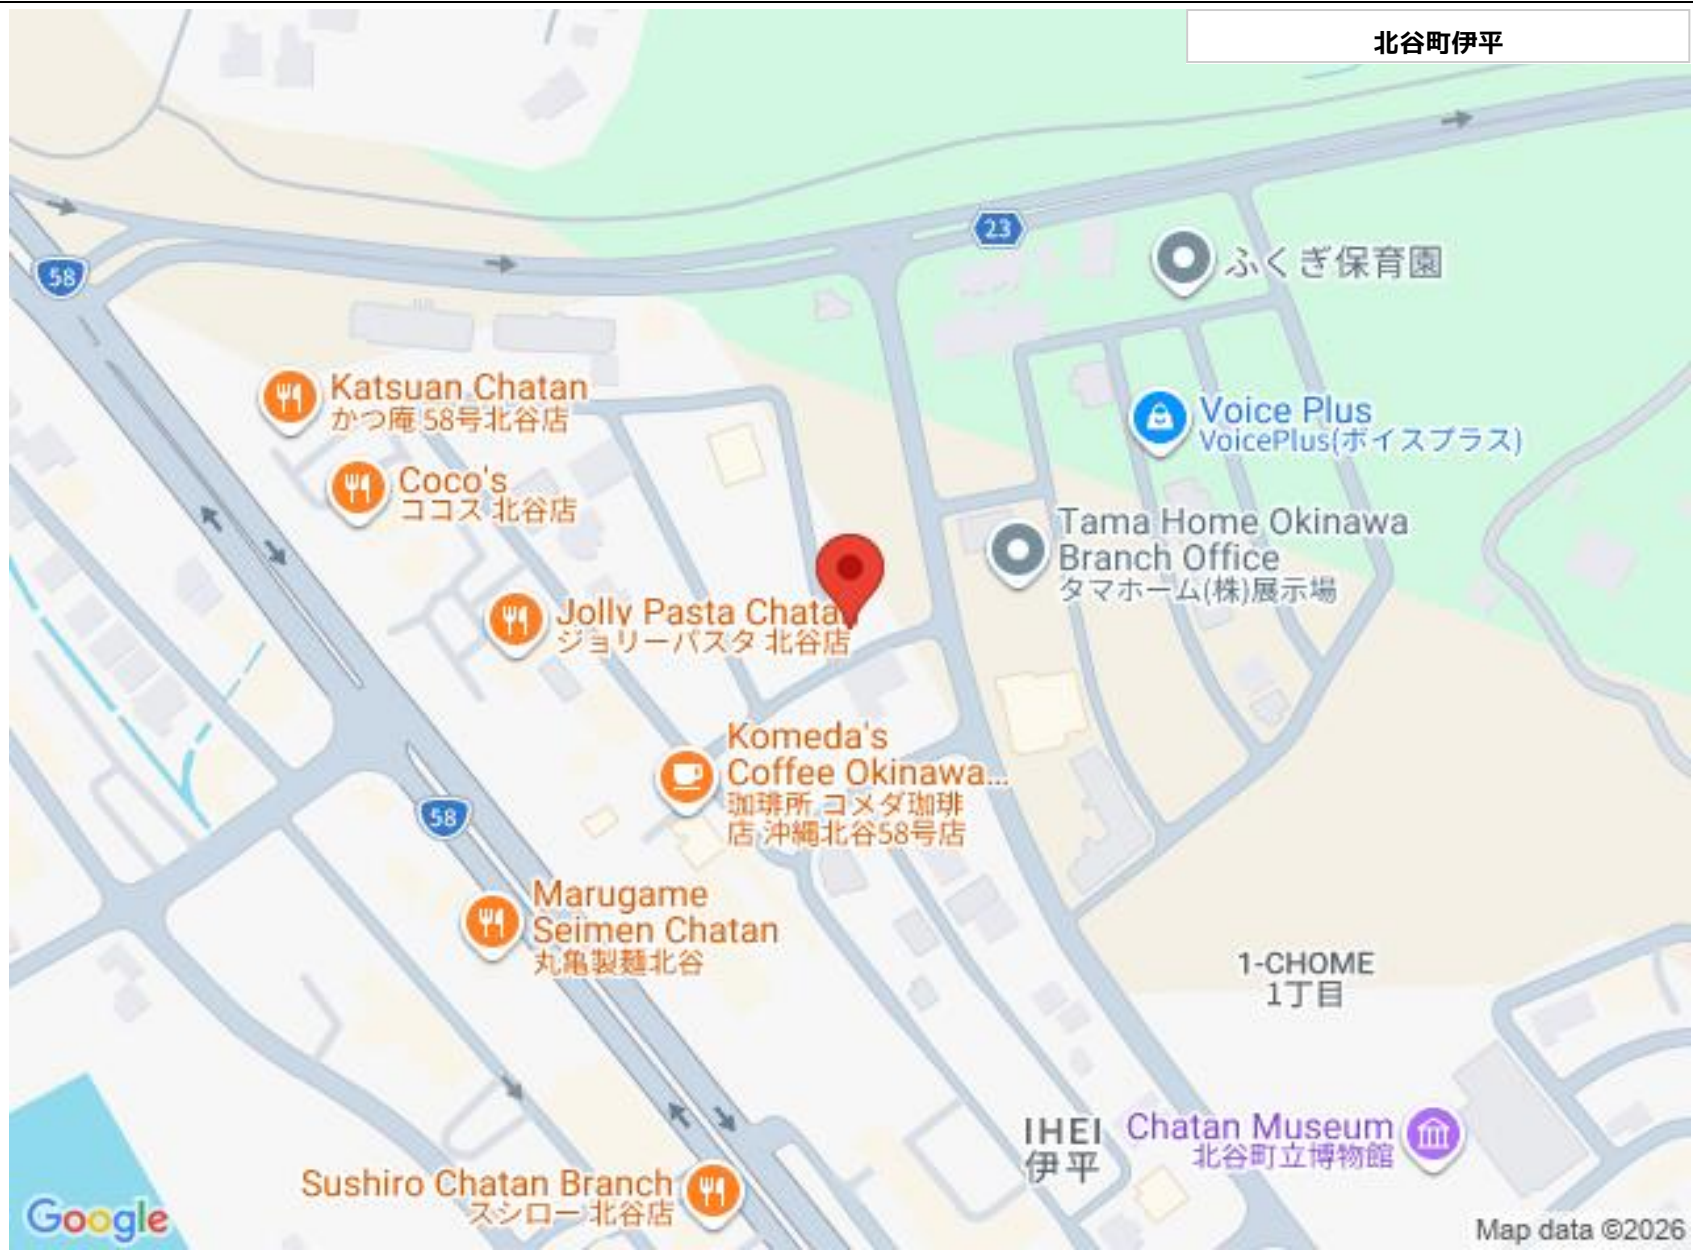 北谷町伊平
23
ふくぎ保育園
58
Katsuan Chatan
かつ庵 58号北谷店
Voice Plus
VoicePlus(ボイスプラス)
Coco's
ココス 北谷店
Tama Home Okinawa
Branch Office
タマホーム(株)展示場
Jolly Pasta Chatan
ジョリーパスタ 北谷店
Komeda's
Coffee Okinawa...
珈琲所 コメダ珈琲
店 沖縄北谷58号店
58
Marugame
Seimen Chatan
丸亀製麺北谷
1-CHOME
1丁目
IHEI
伊平
Chatan Museum
北谷町立博物館
Sushiro Chatan Branch
スシロー 北谷店
Google
Map data ©2026